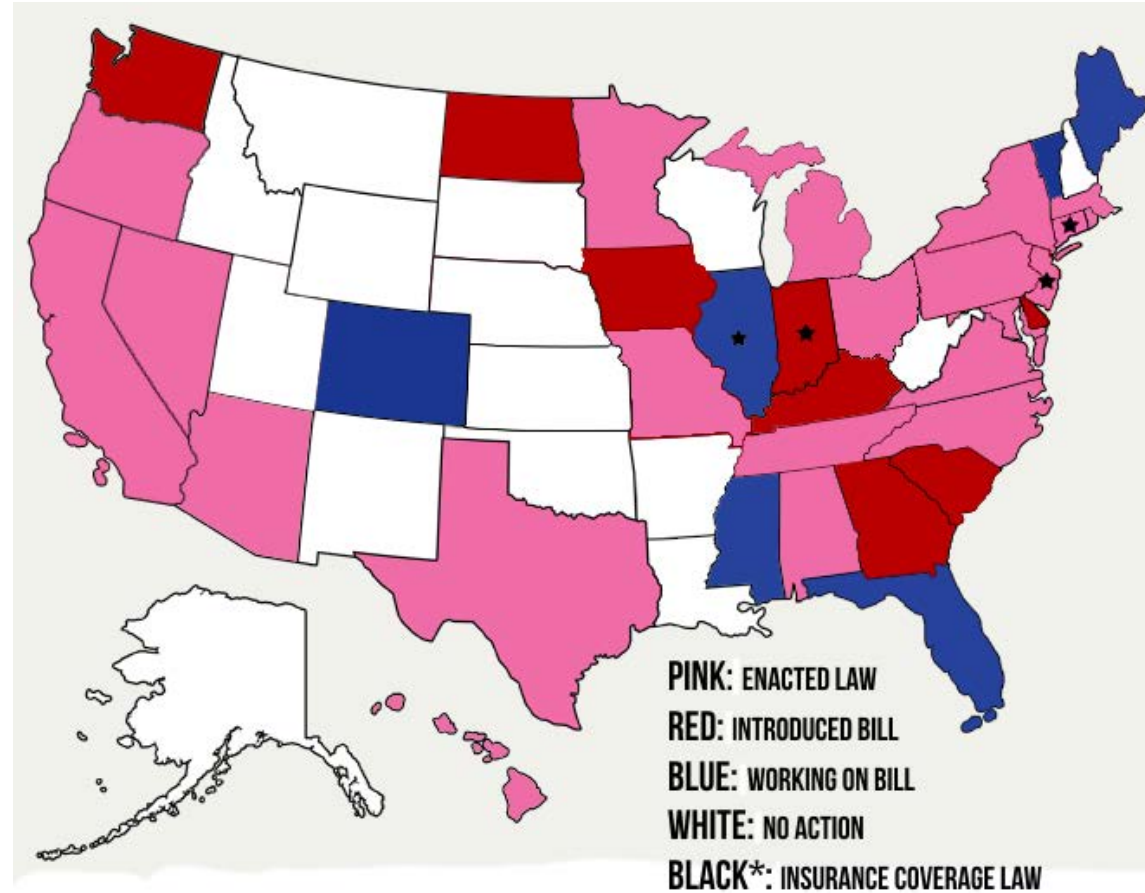 PINK: ENACTED LAW
RED: INTRODUCED BILL
BLUE: WORKING ON BILL
WHITE: NO ACTION
BLACK*: INSURANCE COVERAGE LAW